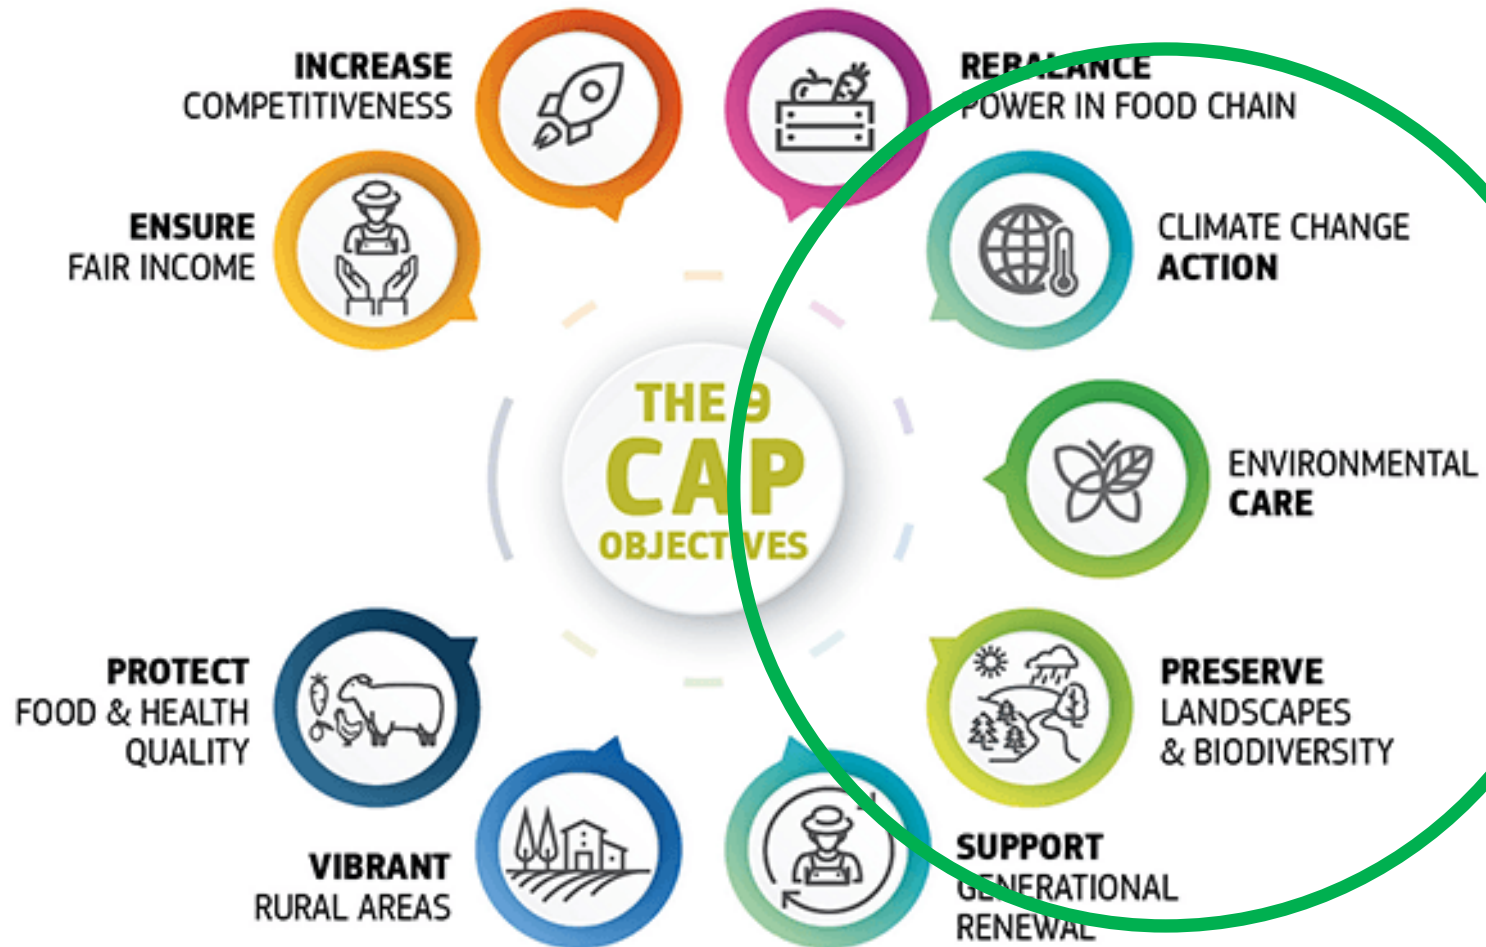 INCREASE
COMPETITIVENESS
REBALANCE
POWER IN FOOD CHAIN
ENSURE
FAIR INCOME
CLIMATE CHANGE
ACTION
THE 9
CAP
OBJECTIVES
ENVIRONMENTAL
CARE
PROTECT
FOOD & HEALTH
QUALITY
PRESERVE
LANDSCAPES
& BIODIVERSITY
VIBRANT
RURAL AREAS
SUPPORT
GENERATIONAL
RENEWAL